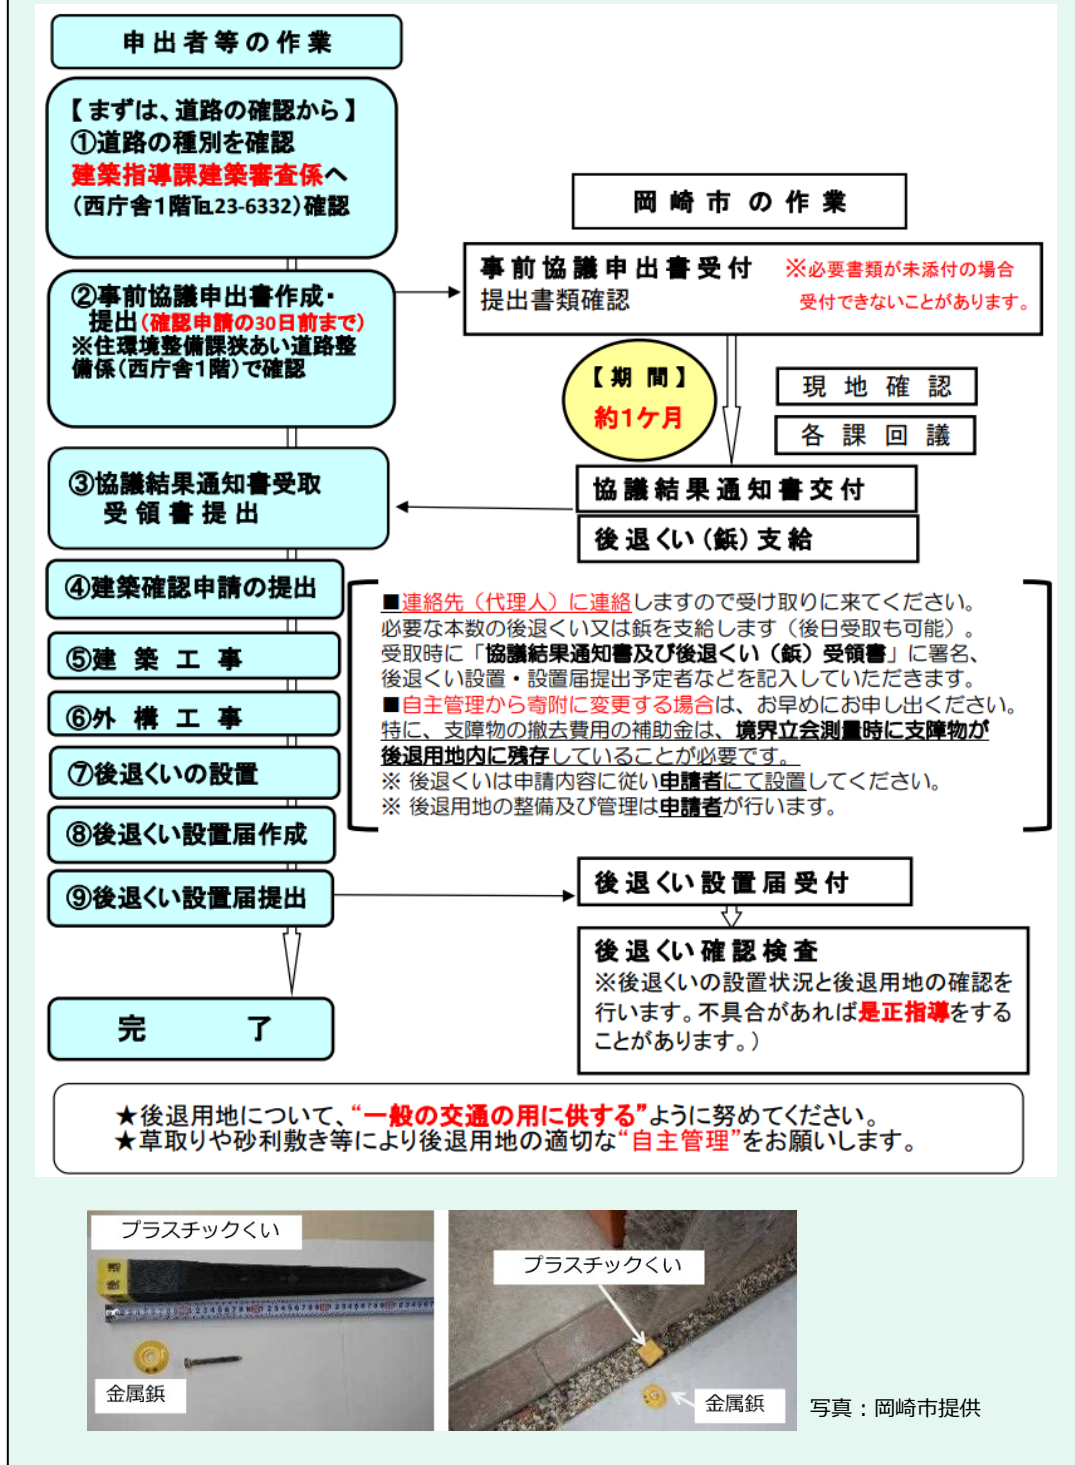 申出者等の作業
【まずは、道路の確認から】
①道路の種別を確認
建築指導課建築審査係へ
（西庁舎1階℡23-6332）確認
岡崎市の作業
②事前協議申出書作成・
提出（確認申請の30日前まで）
※住環境整備課狭あい道路整
備係（西庁舎1階）で確認
事前協議申出書受付
※必要書類が未添付の場合
提出書類確認
受付できないことがあります。
【期間】
約1ケ月
現地確認
各課回議
③協議結果通知書受取
受領書提出
協議結果通知書交付
後退くい（鋲）支給
④建築確認申請の提出
⑤建築工事
⑥外構工事
⑦後退くいの設置
⑧後退くい設置届作成
⑨後退くい設置届提出
■連絡先（代理人）に連絡しますので受け取りに来てください。
必要な本数の後退くい又は鋲を支給します（後日受取も可能）。
受取時に「協議結果通知書及び後退くい（鋲）受領書」に署名、
後退くい設置・設置届提出予定者などを記入していただきます。
■自主管理から寄附に変更する場合は、お早めにお申し出ください。
特に、支障物の撤去費用の補助金は、境界立会測量時に支障物が
後退用地内に残存していることが必要です。
※ 後退くいは申請内容に従い申請者にて設置してください。
※ 後退用地の整備及び管理は申請者が行います。
後退くい設置届受付
後退くい確認検査
※後退くいの設置状況と後退用地の確認を
行います。不具合があれば是正指導をする
ことがあります。）
完了
★後退用地について、“一般の交通の用に供する”ように努めてください。
★草取りや砂利敷き等により後退用地の適切な“自主管理”をお願いします。
プラスチックくい
金属鋲
プラスチックくい
金属鋲
写真：岡崎市提供